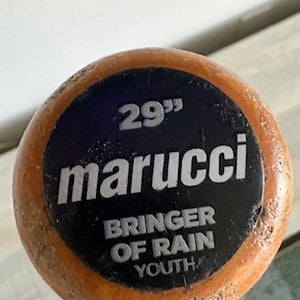 29”
marucci
BRINGER
OF RAIN
YOUTH